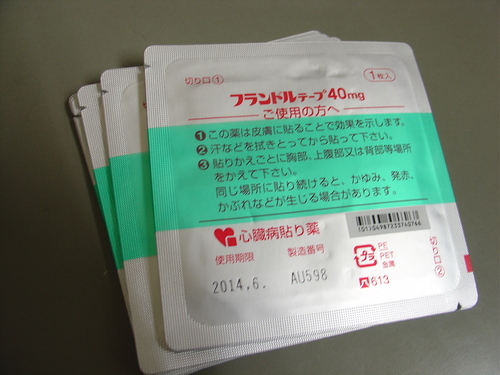 切り口①
1枚入
フランドルテープ40mg
ご使用の方へ
❶この薬は皮膚に貼ることで効果を示します。
❷汗などを拭きとってから貼って下さい。
❸貼りかえごとに胸部、上腹部又は背部等場所
をかえて下さい。
同じ場所に貼り続けると、かゆみ、発赤、
かぶれなどが生じる場合があります。
心臓病貼り薬
使用期限
製造番号
2014.6.
AU598
プラ
PE
PET
金属
613
切り口②